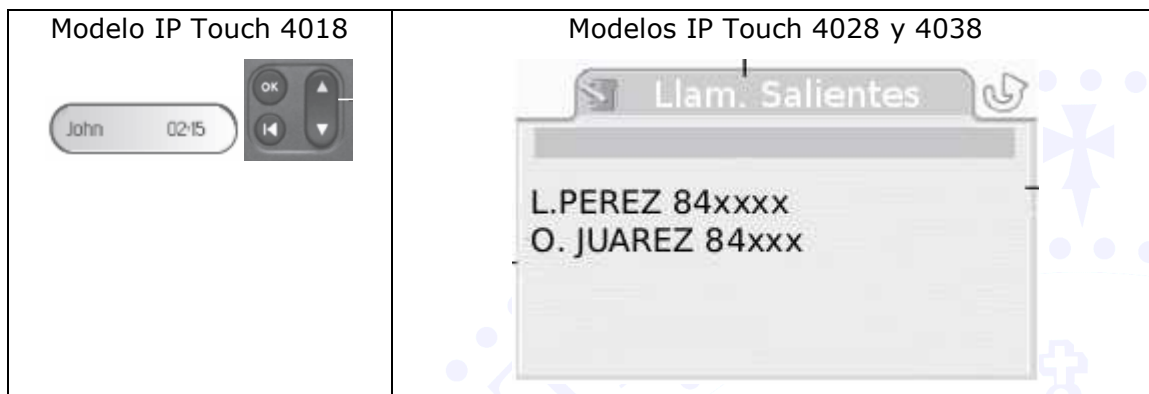 Modelo IP Touch 4018
OK
John 02:15
Modelos IP Touch 4028 y 4038
Llam. Salientes
L.PEREZ 84xxxx
O. JUAREZ 84xxx